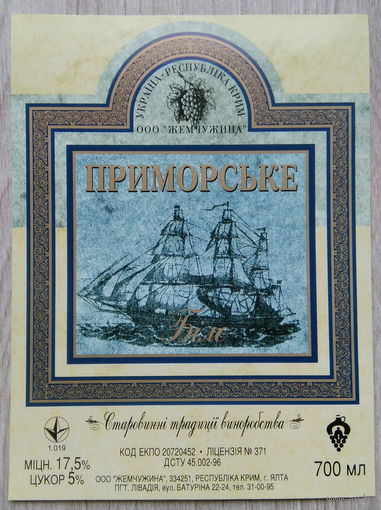 УКРАЇНА-РЕСПУБЛІКА КРИМ
ООО "ЖЕМЧУЖИНА"
ПРИМОРСЬКЕ
Біле
Старовинні традиції виноробства
1.019
КОД ЕКПО 20720452 • ЛІЦЕНЗІЯ № 371
ДСТУ 45.002-96
МІЦН. 17,5%
ЦУКОР 5%
ООО "ЖЕМЧУЖИНА", 334251, РЕСПУБЛІКА КРИМ, г. ЯЛТА
ПГТ. ЛІВАДІЯ, вул. БАТУРІНА 22-24, тел. 31-00-95
700 мл